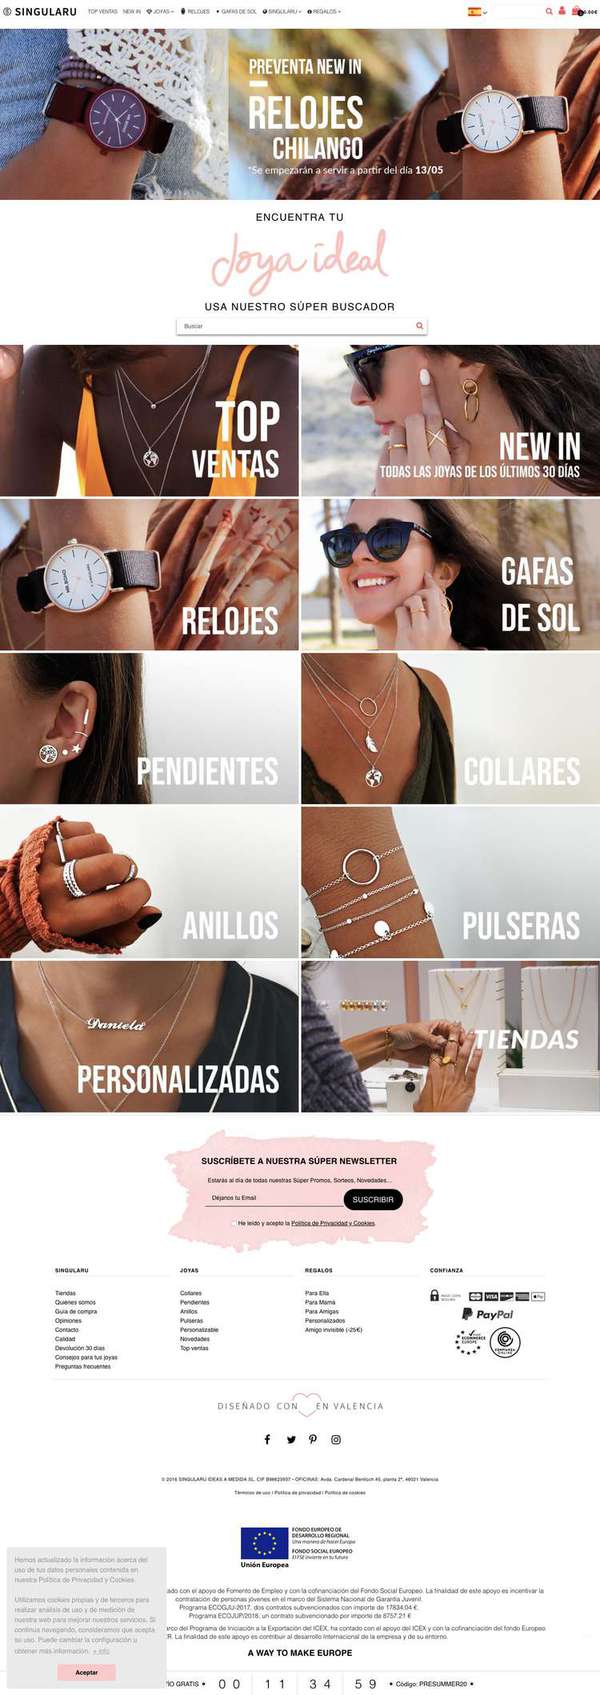 SINGULARU
TOP VENTAS NEW IN JOYAS RELOJES GAFAS DE SOL SINGULARU REGALOS
PREVENTA NEW IN
RELOJES
CHILANGO
*Se empezarán a servir a partir del día 13/05
ENCUENTRA TU
Joya ideal
USA NUESTRO SÚPER BUSCADOR
Buscar
TOP
VENTAS
NEW IN
TODAS LAS JOYAS DE LOS ÚLTIMOS 30 DÍAS
RELOJES
GAFAS
DE SOL
PENDIENTES
COLLARES
ANILLOS
PULSERAS
Daniela
PERSONALIZADAS
TIENDAS
SUSCRÍBETE A NUESTRA SÚPER NEWSLETTER
Estarás al día de todas nuestras Súper Promos, Sorteos, Novedades...
Déjanos tu Email
SUSCRIBIR
He leído y acepto la Política de Privacidad y Cookies.
SINGULARU
Tiendas
Quiénes somos
Guía de compra
Opiniones
Contacto
Calidad
Devolución 30 días
Consejos para tus joyas
Preguntas frecuentes
JOYAS
Collares
Pendientes
Anillos
Pulseras
Personalizable
Novedades
Top ventas
REGALOS
Para Ella
Para Mamá
Para Amigas
Personalizados
Amigo invisible (-25€)
CONFIANZA
PayPal
ECOMMERCE
EUROPE
CONFIANZA
ONLINE
DISEÑADO CON EN VALENCIA
© 2016 SINGULARU IDEAS A MEDIDA SL. CIF B98623937 • OFICINAS: Avda. Cardenal Benlloch 45, planta 2ª, 46021 Valencia
Términos de uso | Política de privacidad | Política de cookies
FONDO EUROPEO DE
DESARROLLO REGIONAL
Una manera de hacer Europa
FONDO SOCIAL EUROPEO
El FSE invierte en tu futuro
Unión Europea
ado con el apoyo de Fomento de Empleo y con la cofinanciación del Fondo Social Europeo. La finalidad de este apoyo es incentivar la
contratación de personas jóvenes en el marco del Sistema Nacional de Garantía Juvenil.
Programa ECOGJU-2017, dos contratos subvencionados con importe de 17834.04 €.
Programa ECOJUP/2018, un contrato subvencionado por importe de 8757.21 €
arco del Programa de Iniciación a la Exportación del ICEX, ha contado con el apoyo del ICEX y con la cofinanciación del fondo Europeo
R. La finalidad de este apoyo es contribuir al desarrollo Internacional de la empresa y de su entorno.
A WAY TO MAKE EUROPE
Hemos actualizado la información acerca del
uso de tus datos personales contenida en
nuestra Política de Privacidad y Cookies.
Utilizamos cookies propias y de terceros para
realizar análisis de uso y de medición de
nuestra web para mejorar nuestros servicios. Si
continua navegando, consideramos que acepta
su uso. Puede cambiar la configuración u
obtener más información. + info
Aceptar
ÍO GRATIS 00 11 34 59 Código: PRESUMMER20